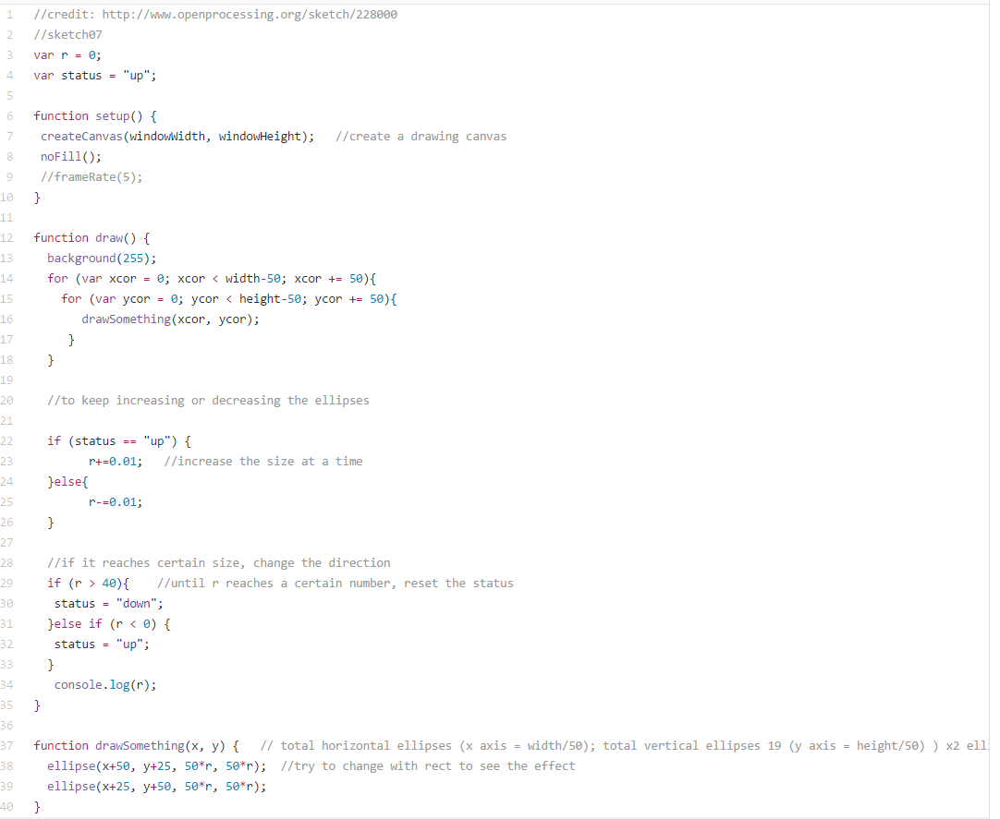 1 //credit: http://www.openprocessing.org/sketch/228000
2 //sketch07
3 var r = 0;
4 var status = "up";
5
6 function setup() {
7 createCanvas(windowWidth, windowHeight); //create a drawing canvas
8 noFill();
9 //frameRate(5);
10 }
11
12 function draw() {
13 background(255);
14 for (var xcor = 0; xcor < width-50; xcor += 50){
15 for (var ycor = 0; ycor < height-50; ycor += 50){
16 drawSomething(xcor, ycor);
17 }
18 }
19
20 //to keep increasing or decreasing the ellipses
21
22 if (status == "up") {
23 r+=0.01; //increase the size at a time
24 }else{
25 r-=0.01;
26 }
27
28 //if it reaches certain size, change the direction
29 if (r > 40){ //until r reaches a certain number, reset the status
30 status = "down";
31 }else if (r < 0) {
32 status = "up";
33 }
34 console.log(r);
35 }
36
37 function drawSomething(x, y) { // total horizontal ellipses (x axis = width/50); total vertical ellipses 19 (y axis = height/50) ) x2 ell
38 ellipse(x+50, y+25, 50*r, 50*r); //try to change with rect to see the effect
39 ellipse(x+25, y+50, 50*r, 50*r);
40 }